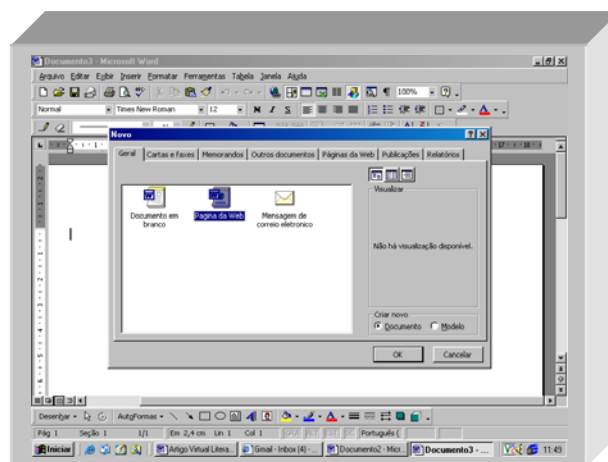 Documento3 - Microsoft Word
Arquivo Editar Exibir Inserir Formatar Ferramentas Tabela Janela Ajuda
100%
Normal Times New Roman 12 N I S
Novo
Geral Cartas e Faxes Memorandos Outros documentos Páginas da Web Publicações Relatórios
Visualizar
Documento em branco
Pagina da Web
Mensagem de correio eletronico
Não há visualização disponível.
Criar novo
Documento Modelo
OK Cancelar
Desenhar AutoFormas
Pág 1 Seção 1 1/1 Em 2,4 cm Lin 1 Col 1 Português (
Iniciar Artigo Virtual Litera... Gmail - Inbox (4) - ... Documento2 - Micr... Documento3 - ... 11:49